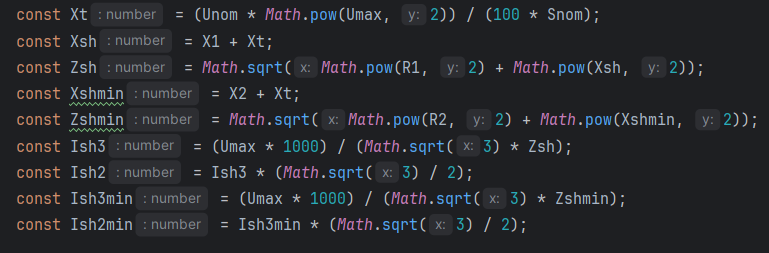 const Xt : number = (Unom * Math.pow(Umax, y: 2)) / (100 * Snom);
const Xsh : number = X1 + Xt;
const Zsh : number = Math.sqrt( x: Math.pow(R1, y: 2) + Math.pow(Xsh, y: 2));
const Xshmin : number = X2 + Xt;
const Zshmin : number = Math.sqrt( x: Math.pow(R2, y: 2) + Math.pow(Xshmin, y: 2));
const Ish3 : number = (Umax * 1000) / (Math.sqrt( x: 3) * Zsh);
const Ish2 : number = Ish3 * (Math.sqrt( x: 3) / 2);
const Ish3min : number = (Umax * 1000) / (Math.sqrt( x: 3) * Zshmin);
const Ish2min : number = Ish3min * (Math.sqrt( x: 3) / 2);